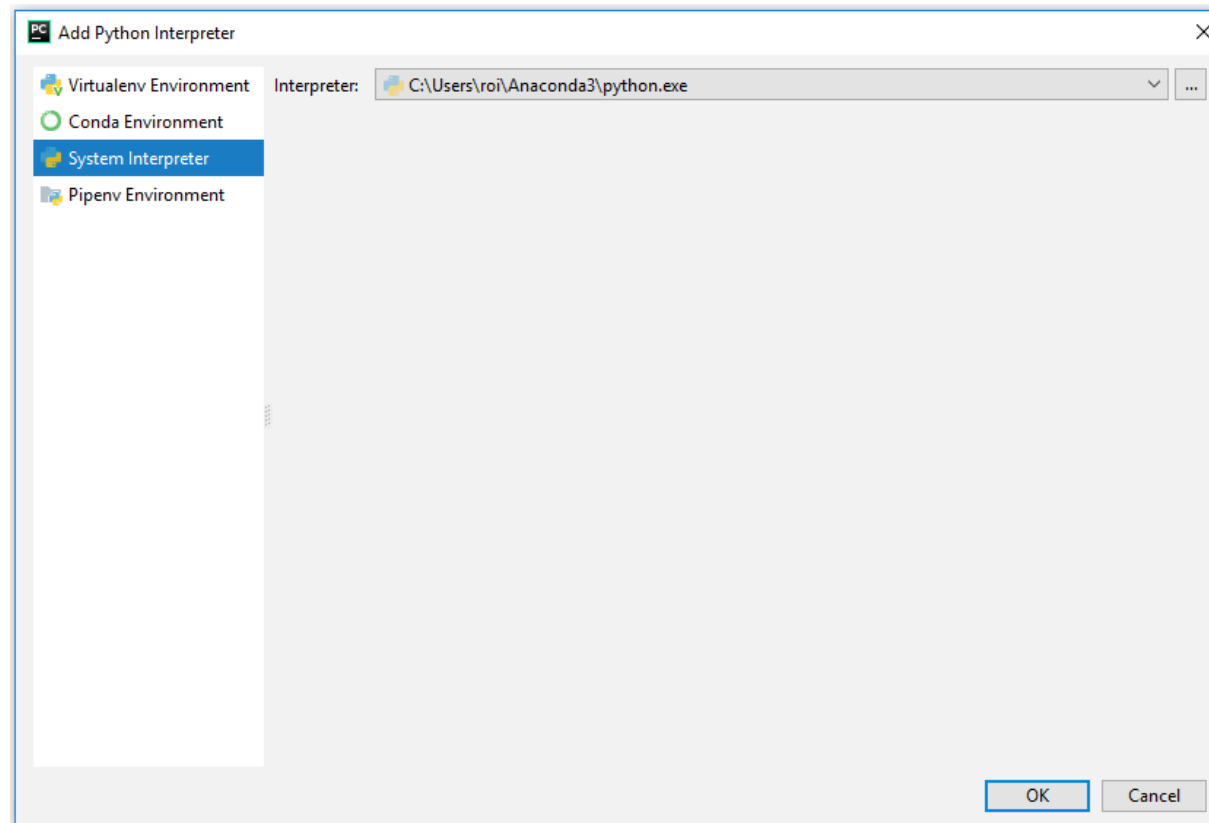 PC Add Python Interpreter
Virtualenv Environment Interpreter: C:\Users\roi\Anaconda3\python.exe ...
Conda Environment
System Interpreter
Pipenv Environment
OK Cancel